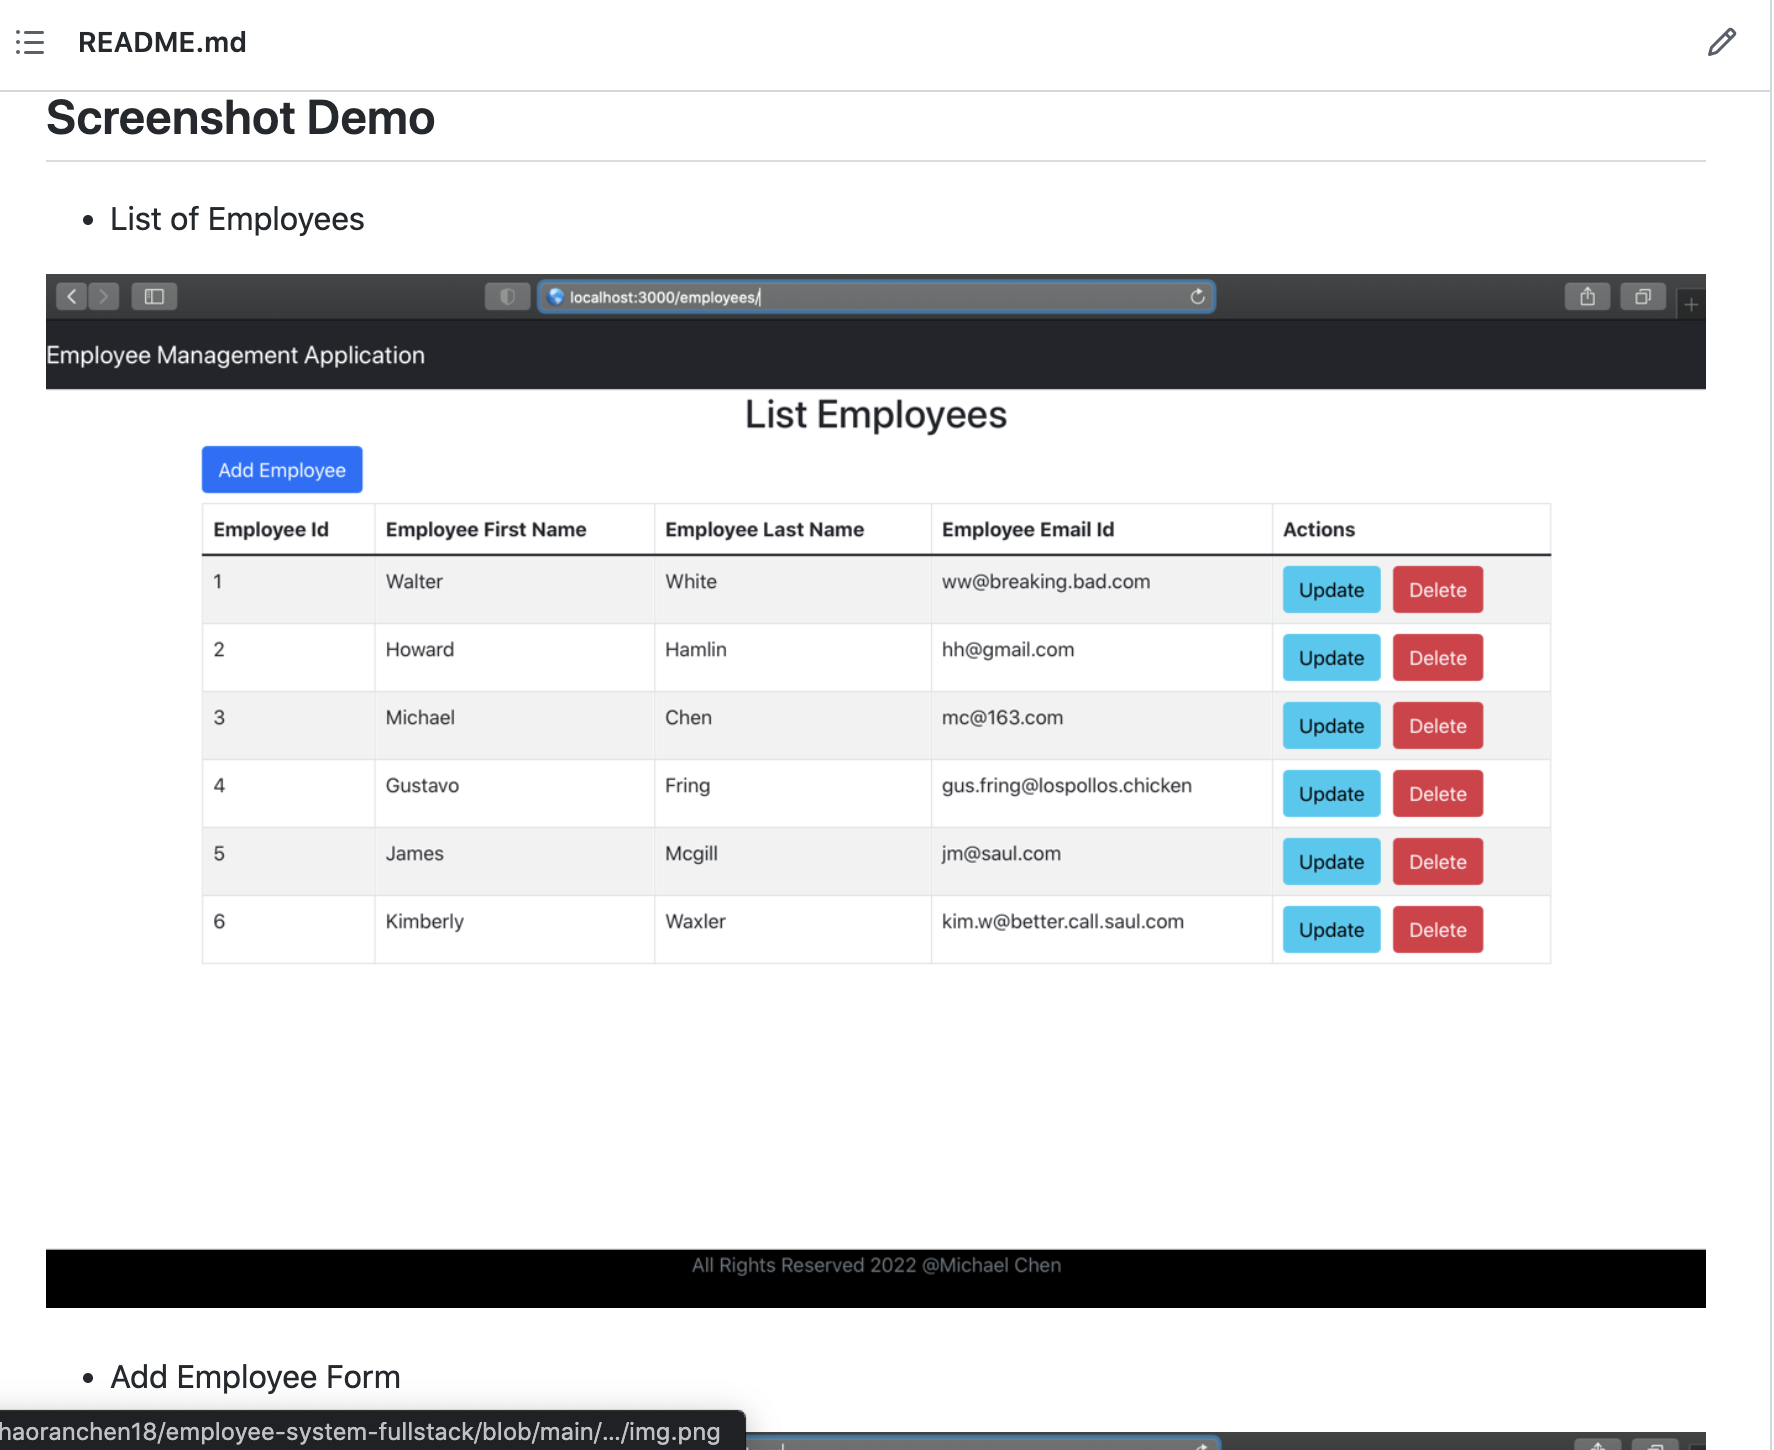 README.md
Screenshot Demo
• List of Employees
localhost:3000/employees/
Employee Management Application
List Employees
Add Employee
Employee Id Employee First Name Employee Last Name Employee Email Id Actions
1 Walter White ww@breaking.bad.com Update Delete
2 Howard Hamlin hh@gmail.com Update Delete
3 Michael Chen mc@163.com Update Delete
4 Gustavo Fring gus.fring@lospollos.chicken Update Delete
5 James Mcgill jm@saul.com Update Delete
6 Kimberly Waxler kim.w@better.call.saul.com Update Delete
All Rights Reserved 2022 @Michael Chen
• Add Employee Form
haoranchen18/employee-system-fullstack/blob/main/.../img.png